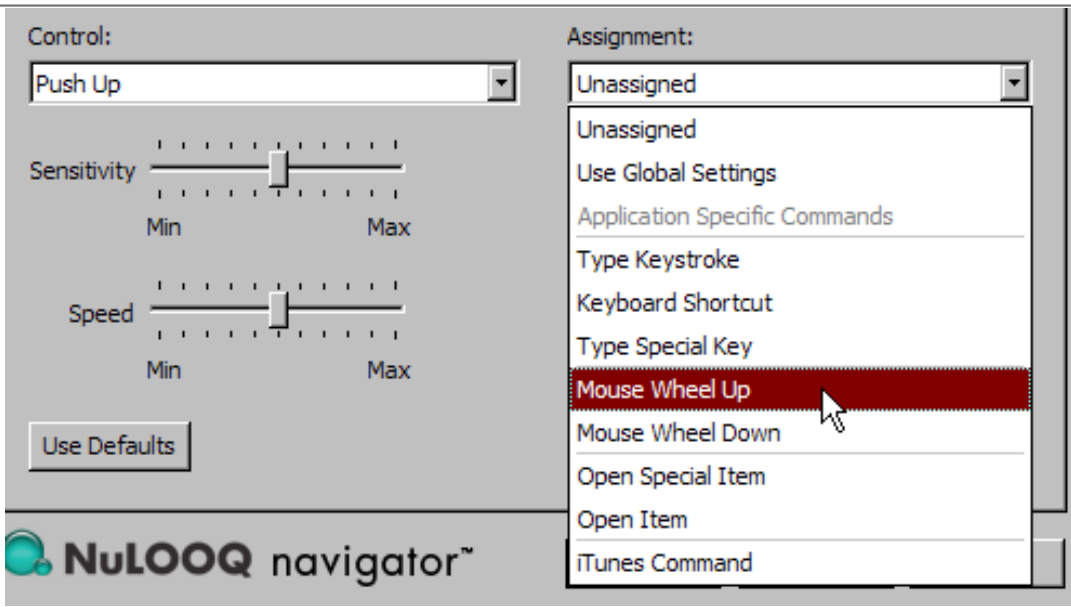 Control:
Push Up
Sensitivity
Min Max
Speed
Min Max
Use Defaults
Assignment:
Unassigned
Unassigned
Use Global Settings
Application Specific Commands
Type Keystroke
Keyboard Shortcut
Type Special Key
Mouse Wheel Up
Mouse Wheel Down
Open Special Item
Open Item
iTunes Command
NuLOOQ navigator™